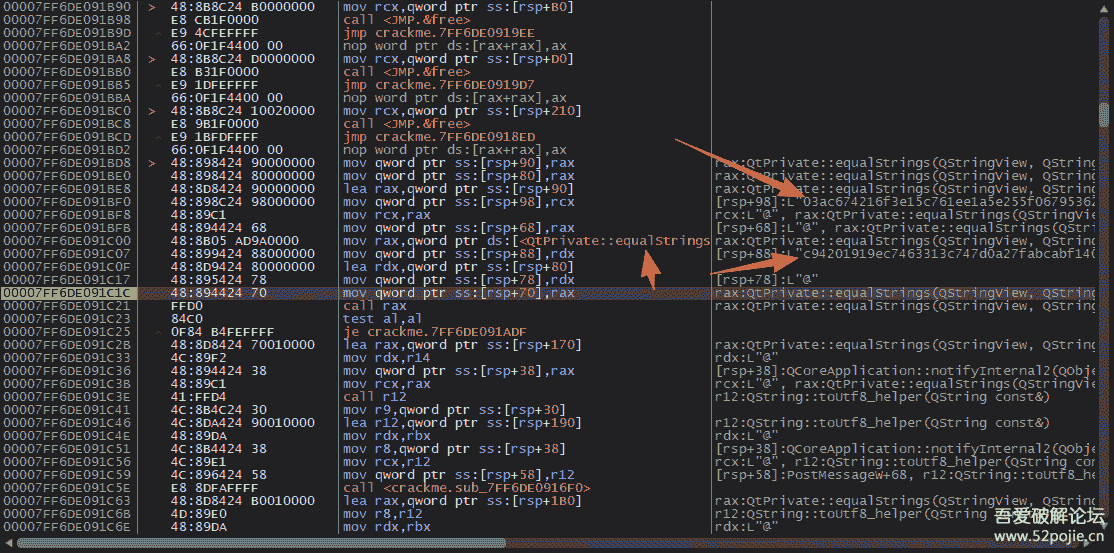 00007FF6DE091B90 > 48:8B8C24 B0000000 mov rcx,qword ptr ss:[rsp+B0]
00007FF6DE091B98 E8 CB1F0000 call <JMP.&free>
00007FF6DE091B9D ^ E9 4CFEFFFF jmp crackme.7FF6DE0919EE
00007FF6DE091BA2 66:0F1F4400 00 nop word ptr ds:[rax+rax],ax
00007FF6DE091BA8 > 48:8B8C24 D0000000 mov rcx,qword ptr ss:[rsp+D0]
00007FF6DE091BB0 E8 B31F0000 call <JMP.&free>
00007FF6DE091BB5 ^ E9 1DFEFFFF jmp crackme.7FF6DE0919D7
00007FF6DE091BBA 66:0F1F4400 00 nop word ptr ds:[rax+rax],ax
00007FF6DE091BC0 > 48:8B8C24 10020000 mov rcx,qword ptr ss:[rsp+210]
00007FF6DE091BC8 E8 9B1F0000 call <JMP.&free>
00007FF6DE091BCD ^ E9 1BFDFFFF jmp crackme.7FF6DE0918ED
00007FF6DE091BD2 66:0F1F4400 00 nop word ptr ds:[rax+rax],ax
00007FF6DE091BD8 > 48:898424 90000000 mov qword ptr ss:[rsp+90],rax rax:QtPrivate::equalStrings(QStringView, QString
00007FF6DE091BE0 48:898424 80000000 mov qword ptr ss:[rsp+80],rax rax:QtPrivate::equalStrings(QStringView, QString
00007FF6DE091BE8 48:8D8424 90000000 lea rax,qword ptr ss:[rsp+90] rax:QtPrivate::equalStrings(QStringView, QString
00007FF6DE091BF0 48:898C24 98000000 mov qword ptr ss:[rsp+98],rcx [rsp+98]:L"03ac674216f3e15c761ee1a5e255f06795362
00007FF6DE091BF8 48:89C1 mov rcx,rax rcx:L"@", rax:QtPrivate::equalStrings(QStringVie
00007FF6DE091BFB 48:894424 68 mov qword ptr ss:[rsp+68],rax [rsp+68]:L"@", rax:QtPrivate::equalStrings(QStri
00007FF6DE091C00 48:8B05 AD9A0000 mov rax,qword ptr ds:[<QtPrivate::equalStrings rax:QtPrivate::equalStrings(QStringView, QString
00007FF6DE091C07 48:899424 88000000 mov qword ptr ss:[rsp+88],rdx [rsp+88]:L"c94201919ec7463313c747d0a27fabcabf140
00007FF6DE091C0F 48:8D9424 80000000 lea rdx,qword ptr ss:[rsp+80]
00007FF6DE091C17 48:895424 78 mov qword ptr ss:[rsp+78],rdx [rsp+78]:L"@"
00007FF6DE091C1C 48:894424 70 mov qword ptr ss:[rsp+70],rax rax:QtPrivate::equalStrings(QStringView, QString
00007FF6DE091C21 FFD0 call rax rax:QtPrivate::equalStrings(QStringView, QString
00007FF6DE091C23 84C0 test al,al
00007FF6DE091C25 ^ 0F84 B4FEFFFF je crackme.7FF6DE091ADF
00007FF6DE091C2B 48:8D8424 70010000 lea rax,qword ptr ss:[rsp+170] rax:QtPrivate::equalStrings(QStringView, QString
00007FF6DE091C33 4C:89F2 mov rdx,r14 rdx:L"@"
00007FF6DE091C36 48:894424 38 mov qword ptr ss:[rsp+38],rax [rsp+38]:QCoreApplication::notifyInternal2(QObje
00007FF6DE091C3B 48:89C1 mov rcx,rax rcx:L"@", rax:QtPrivate::equalStrings(QStringVie
00007FF6DE091C3E 41:FFD4 call r12 r12:QString::toUtf8_helper(QString const&)
00007FF6DE091C41 4C:8B4C24 30 mov r9,qword ptr ss:[rsp+30]
00007FF6DE091C46 4C:8DA424 90010000 lea r12,qword ptr ss:[rsp+190] r12:QString::toUtf8_helper(QString const&)
00007FF6DE091C4E 48:89DA mov rdx,rbx rdx:L"@"
00007FF6DE091C51 4C:8B4424 38 mov r8,qword ptr ss:[rsp+38] [rsp+38]:QCoreApplication::notifyInternal2(QObje
00007FF6DE091C56 4C:89E1 mov rcx,r12 rcx:L"@", r12:QString::toUtf8_helper(QString con
00007FF6DE091C59 4C:896424 58 mov qword ptr ss:[rsp+58],r12 [rsp+58]:PostMessageW+68, r12:QString::toUtf8_he
00007FF6DE091C5E E8 8DFAFFFF call <crackme.sub_7FF6DE0916F0>
00007FF6DE091C63 48:8D8424 B0010000 lea rax,qword ptr ss:[rsp+1B0] rax:QtPrivate::equalStrings(QStringView, QString
00007FF6DE091C6B 4D:89E0 mov r8,r12 r12:QString::toUtf8_helper(QString const&)
00007FF6DE091C6E 48:89DA mov rdx,rbx rdx:L"@"
吾爱破解论坛
www.52pojie.cn